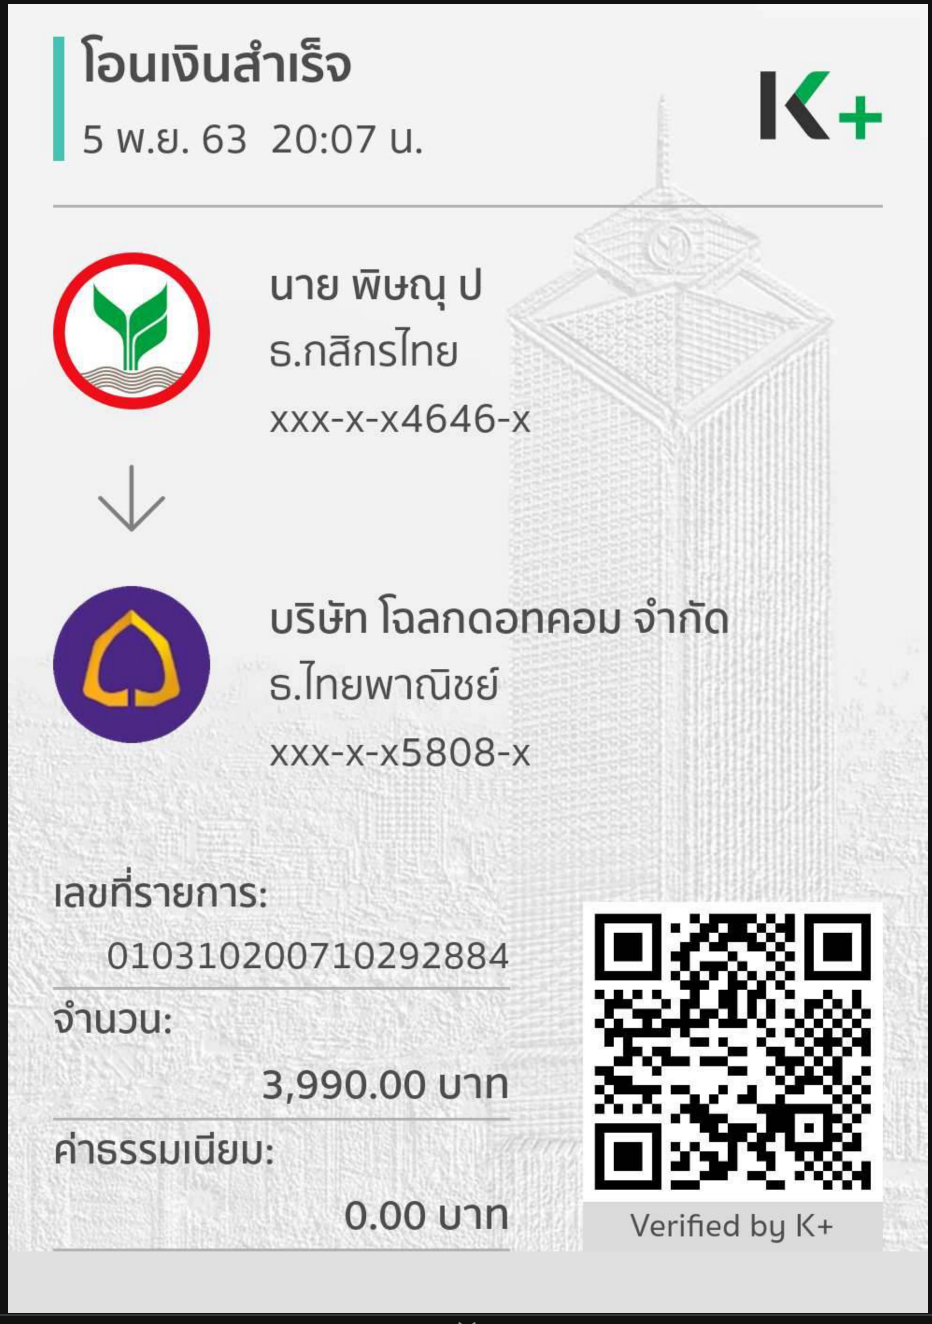 โอนเงินสำเร็จ
5 พ.ย. 63 20:07 น.
K+
นาย พิษณุ ป
ธ.กสิกรไทย
xxx-x-x4646-x
บริษัท โฉลกดอทคอม จำกัด
ธ.ไทยพาณิชย์
xxx-x-x5808-x
เลขที่รายการ:
010310200710292884
จำนวน:
3,990.00 บาท
ค่าธรรมเนียม:
0.00 บาท
Verified by K+